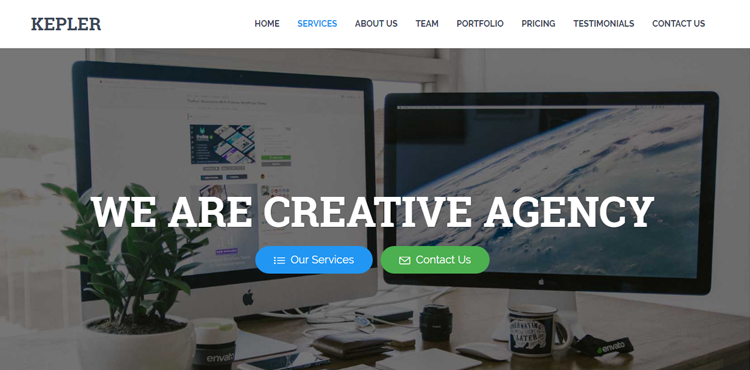 KEPLER
HOME SERVICES ABOUT US TEAM PORTFOLIO PRICING TESTIMONIALS CONTACT US
WE ARE CREATIVE AGENCY
Our Services
Contact Us
envato
LATER
envato